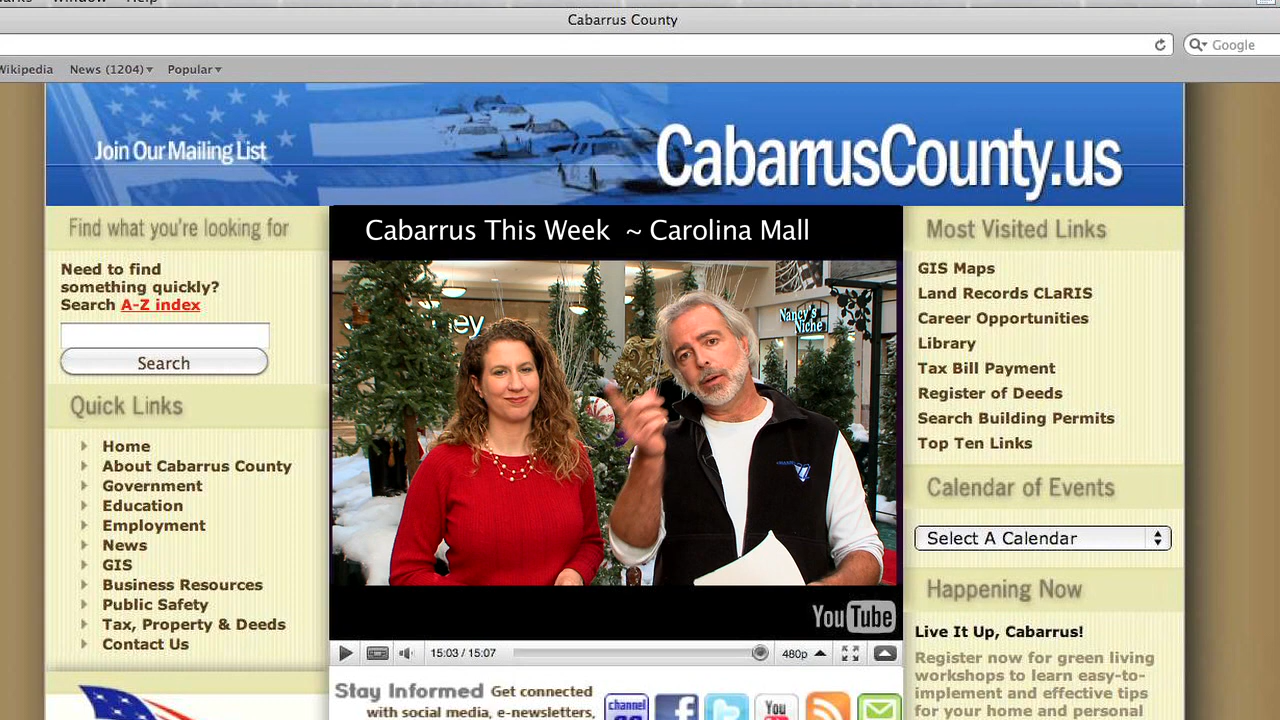 Window
Help
Cabarrus County
Google
Wikipedia
News (1204)
Popular
Join Our Mailing List
CabarrusCounty.us
Find what you're looking for
Need to find
something quickly?
Search A-Z index
Search
Quick Links
Home
About Cabarrus County
Government
Education
Employment
News
GIS
Business Resources
Public Safety
Tax, Property & Deeds
Contact Us
Cabarrus This Week ~ Carolina Mall
Nancy's
Niche
YouTube
15:03 / 15:07
480p
Stay Informed Get connected
with social media, e-newsletters,
channel
You
Most Visited Links
GIS Maps
Land Records CLaRIS
Career Opportunities
Library
Tax Bill Payment
Register of Deeds
Search Building Permits
Top Ten Links
Calendar of Events
Select A Calendar
Happening Now
Live It Up, Cabarrus!
Register now for green living
workshops to learn easy-to-
implement and effective tips
for your home and personal